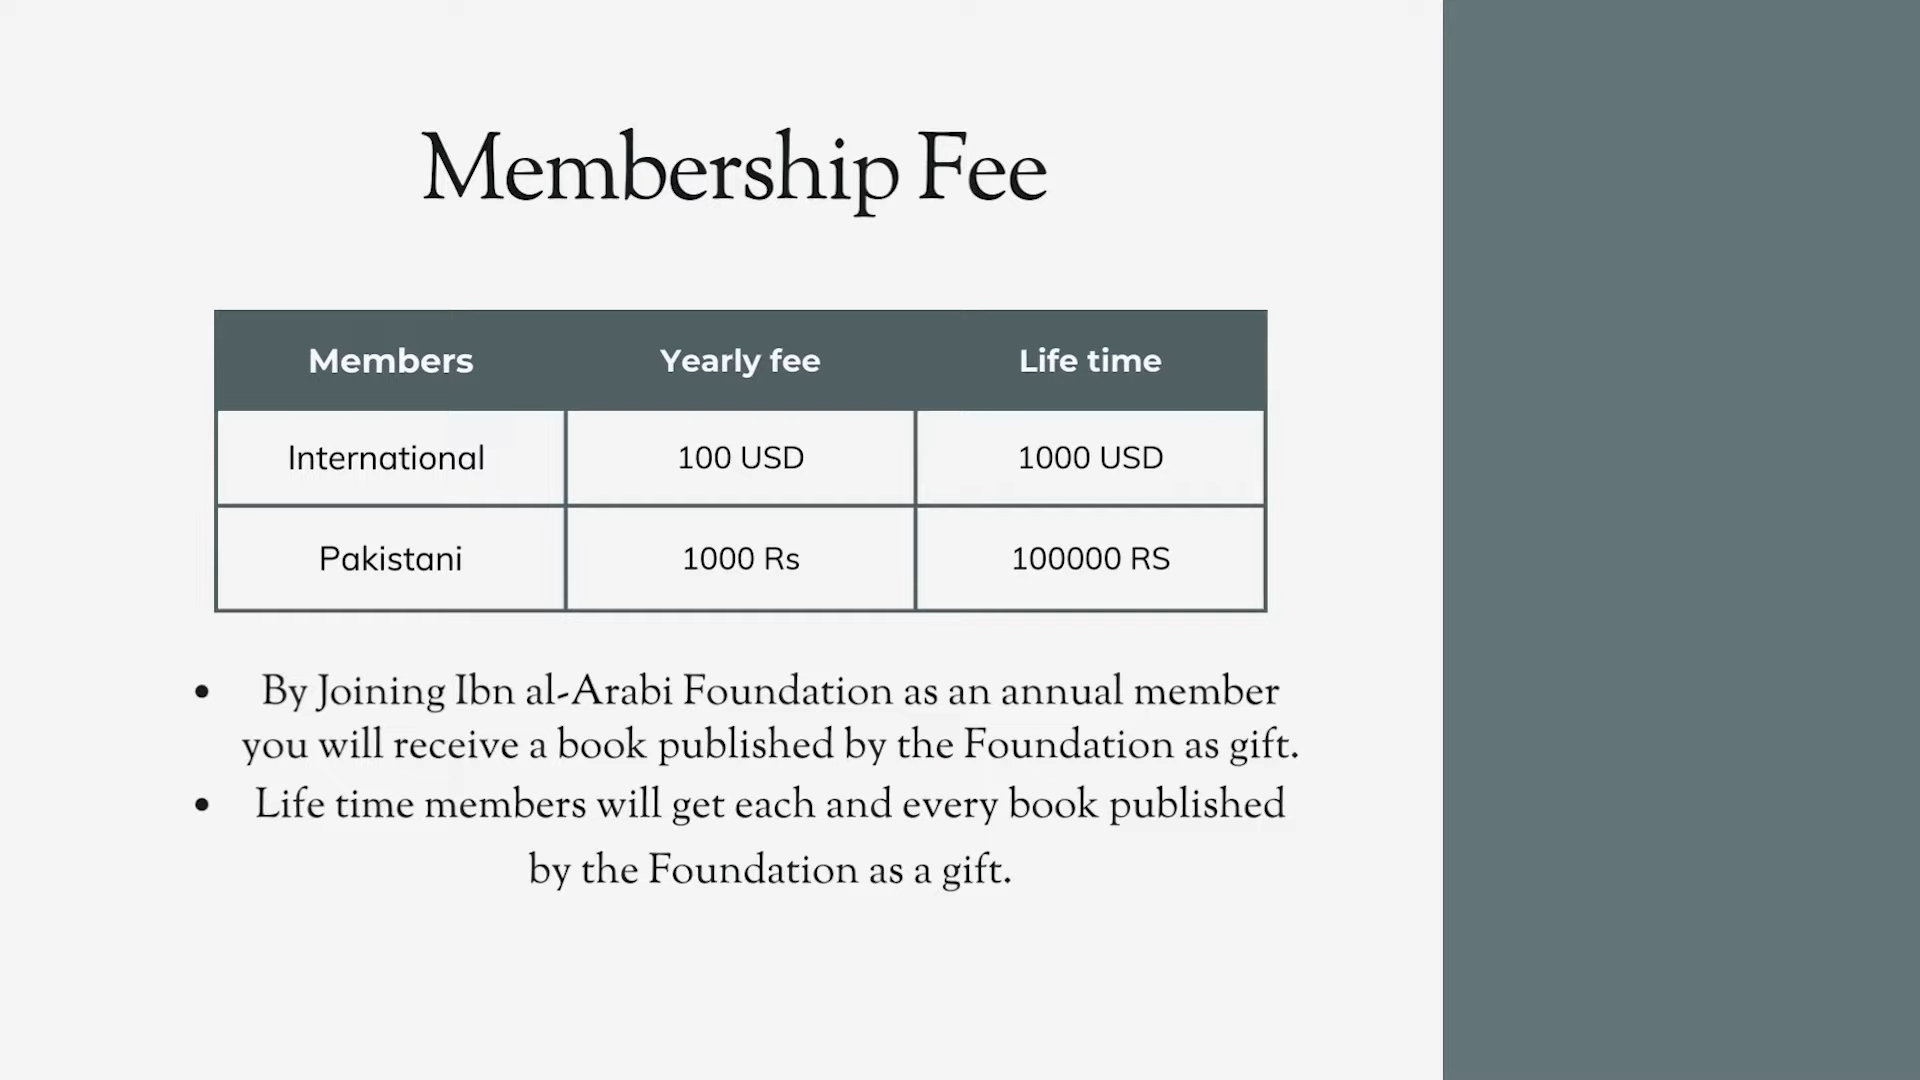 Membership Fee
Members Yearly fee Life time
International 100 USD 1000 USD
Pakistani 1000 Rs 100000 RS
• By Joining Ibn al-Arabi Foundation as an annual member
you will receive a book published by the Foundation as gift.
• Life time members will get each and every book published
by the Foundation as a gift.